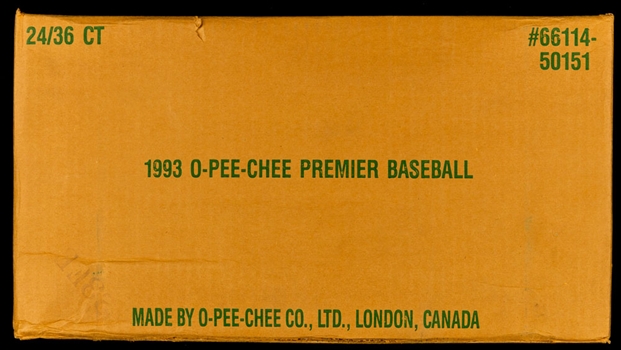 24/36 CT
#66114-
50151
1993 O-PEE-CHEE PREMIER BASEBALL
MADE BY O-PEE-CHEE CO., LTD., LONDON, CANADA